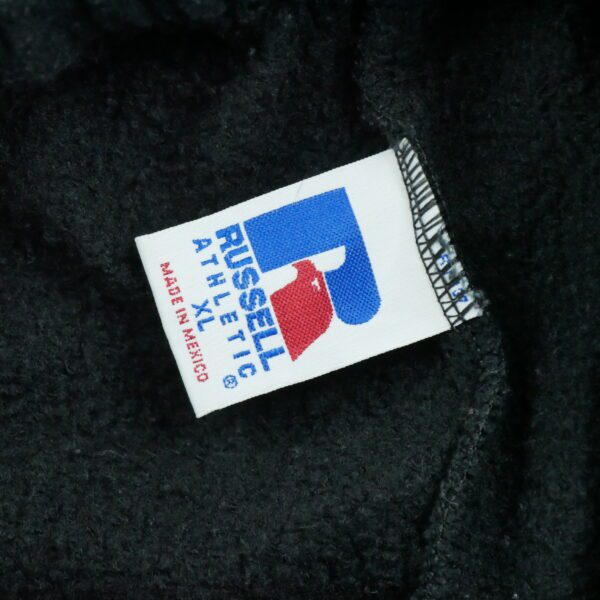 RUSSELL
ATHLETIC ®
XL
MADE IN MEXICO